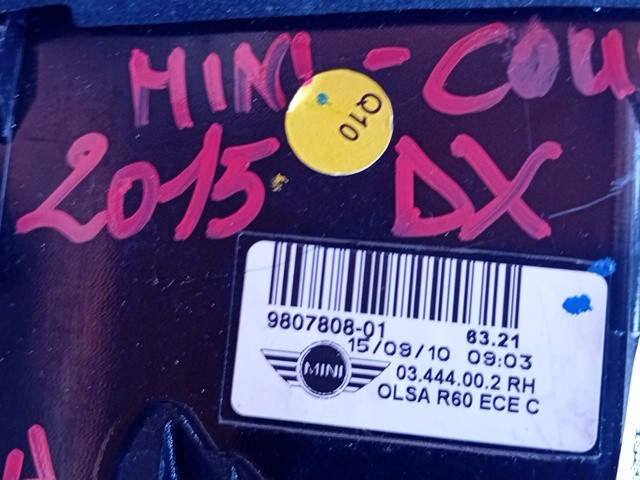 MINI - COU
Q10
2015 DX
9807808-01 63.21
15/09/10 09:03
MINI
03.444.00.2 RH
OLSA R60 ECE C